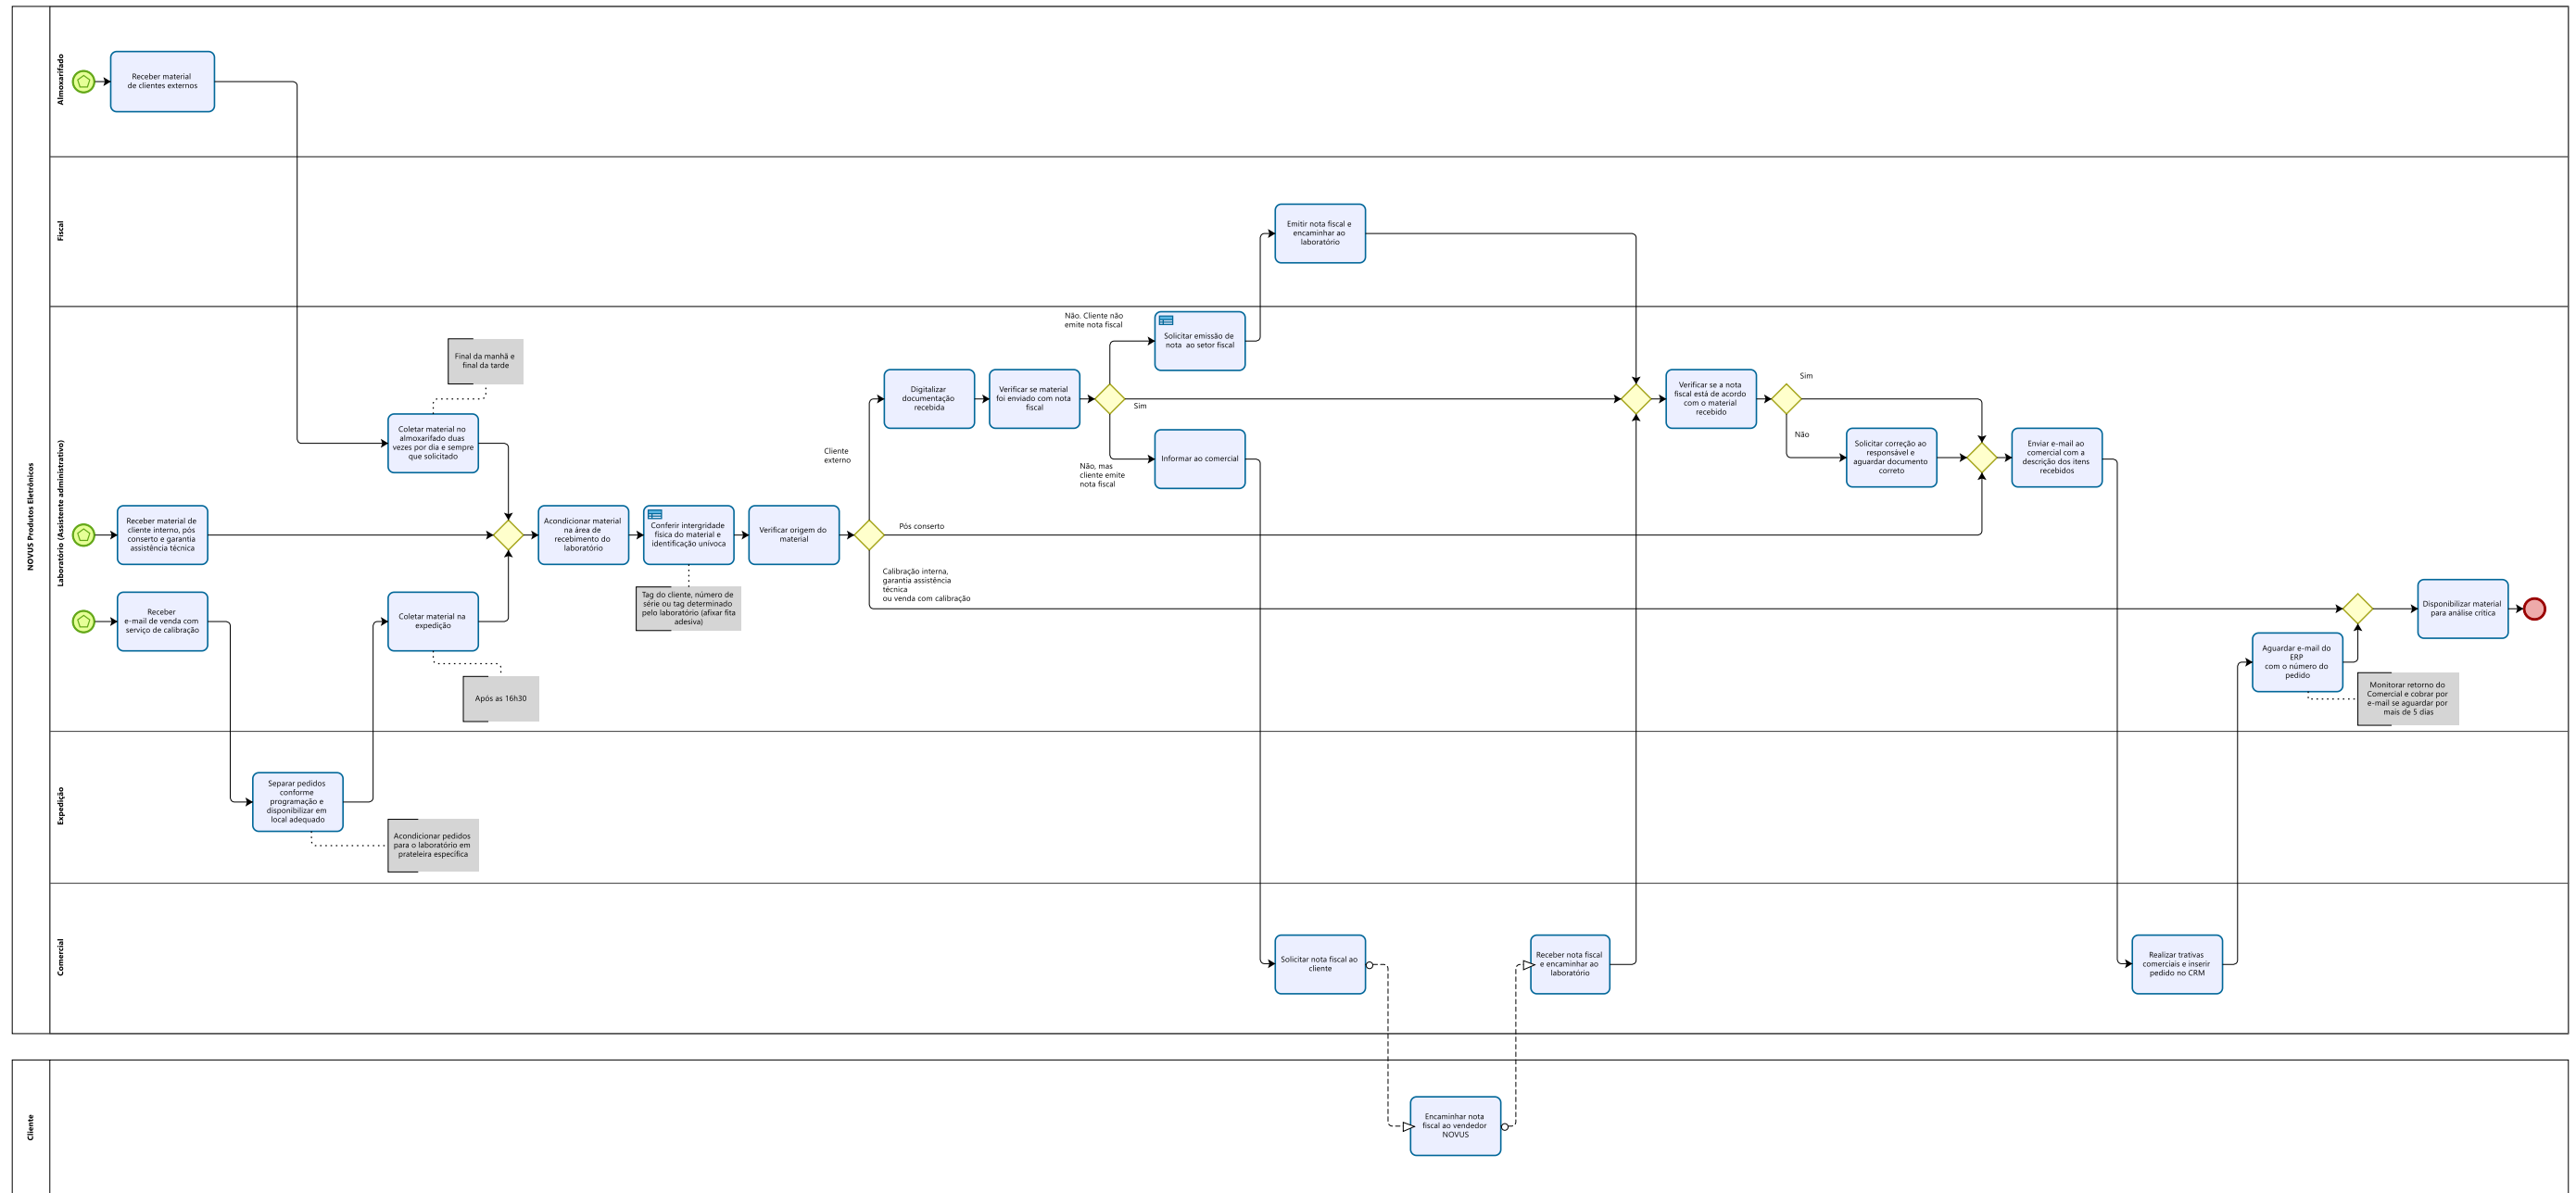 NOVUS Produtos Eletrônicos
Almoxarifado
Receber material
de clientes externos
Fiscal
Emitir nota fiscal e
encaminhar ao
laboratório
Laboratório (Assistente administrativo)
Não. Cliente não
emite nota fiscal
Solicitar emissão de
nota ao setor fiscal
Final da manhã e
final da tarde
Coletar material no
almoxarifado duas
vezes por dia e sempre
que solicitado
Digitalizar
documentação
recebida
Verificar se material
foi enviado com nota
fiscal
Sim
Verificar se a nota
fiscal está de acordo
com o material
recebido
Sim
Não
Cliente
externo
Não, mas
cliente emite
nota fiscal
Informar ao comercial
Solicitar correção ao
responsável e
aguardar documento
correto
Enviar e-mail ao
comercial com a
descrição dos itens
recebidos
Receber material de
cliente interno, pós
conserto e garantia
assistência técnica
Acondicionar material
na área de
recebimento do
laboratório
Conferir intergridade
física do material e
identificação unívoca
Verificar origem do
material
Pós conserto
Calibração interna,
garantia assistência
técnica
ou venda com calibração
Tag do cliente, número de
série ou tag determinado
pelo laboratório (afixar fita
adesiva)
Receber
e-mail de venda com
serviço de calibração
Coletar material na
expedição
Após as 16h30
Disponibilizar material
para análise crítica
Aguardar e-mail do
ERP
com o número do
pedido
Monitorar retorno do
Comercial e cobrar por
e-mail se aguardar por
mais de 5 dias
Expedição
Separar pedidos
conforme
programação e
disponibilizar em
local adequado
Acondicionar pedidos
para o laboratório em
prateleira específica
Comercial
Solicitar nota fiscal ao
cliente
Receber nota fiscal
e encaminhar ao
laboratório
Realizar trativas
comerciais e inserir
pedido no CRM
Cliente
Encaminhar nota
fiscal ao vendedor
NOVUS